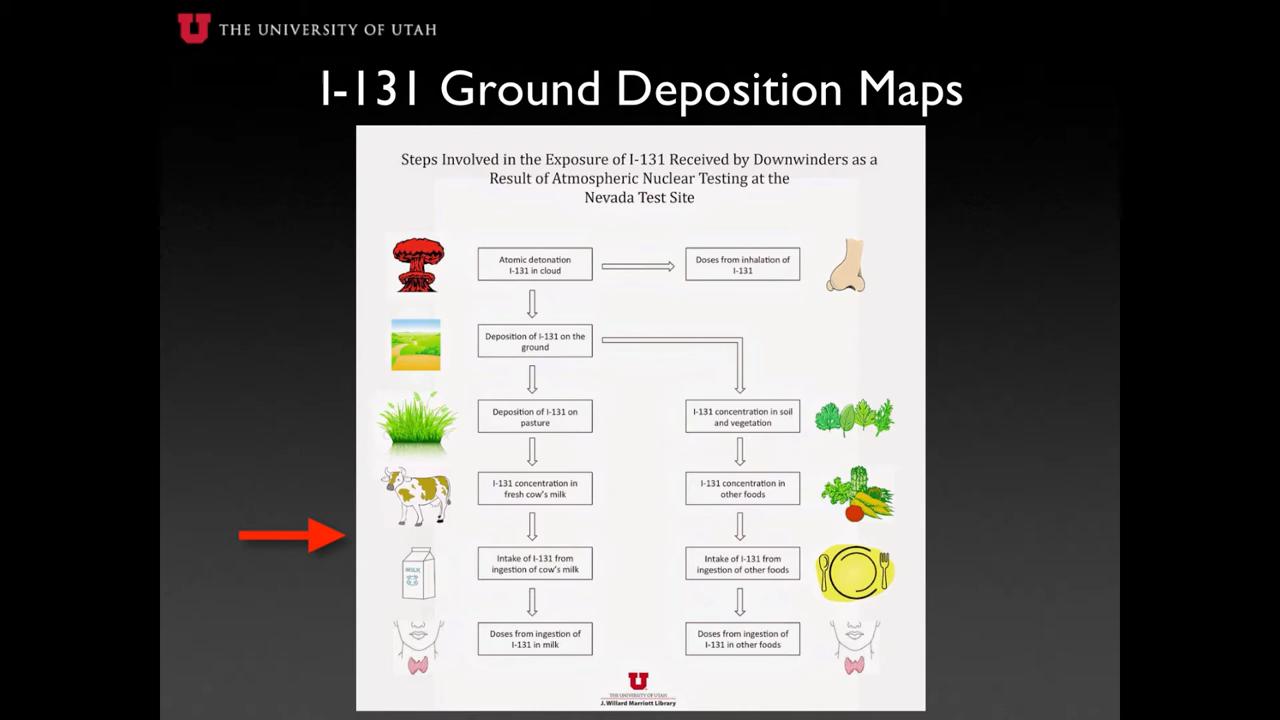 THE UNIVERSITY OF UTAH
I-131 Ground Deposition Maps
Steps Involved in the Exposure of I-131 Received by Downwinders as a
Result of Atmospheric Nuclear Testing at the
Nevada Test Site
Atomic detonation
I-131 in cloud
Doses from inhalation of
I-131
Deposition of I-131 on the
ground
Deposition of I-131 on
pasture
I-131 concentration in soil
and vegetation
I-131 concentration in
fresh cow's milk
I-131 concentration in
other foods
MILK
Intake of I-131 from
ingestion of cow's milk
Intake of I-131 from
ingestion of other foods
Doses from ingestion of
I-131 in milk
Doses from ingestion of
I-131 in other foods
THE UNIVERSITY OF UTAH
J. Willard Marriott Library